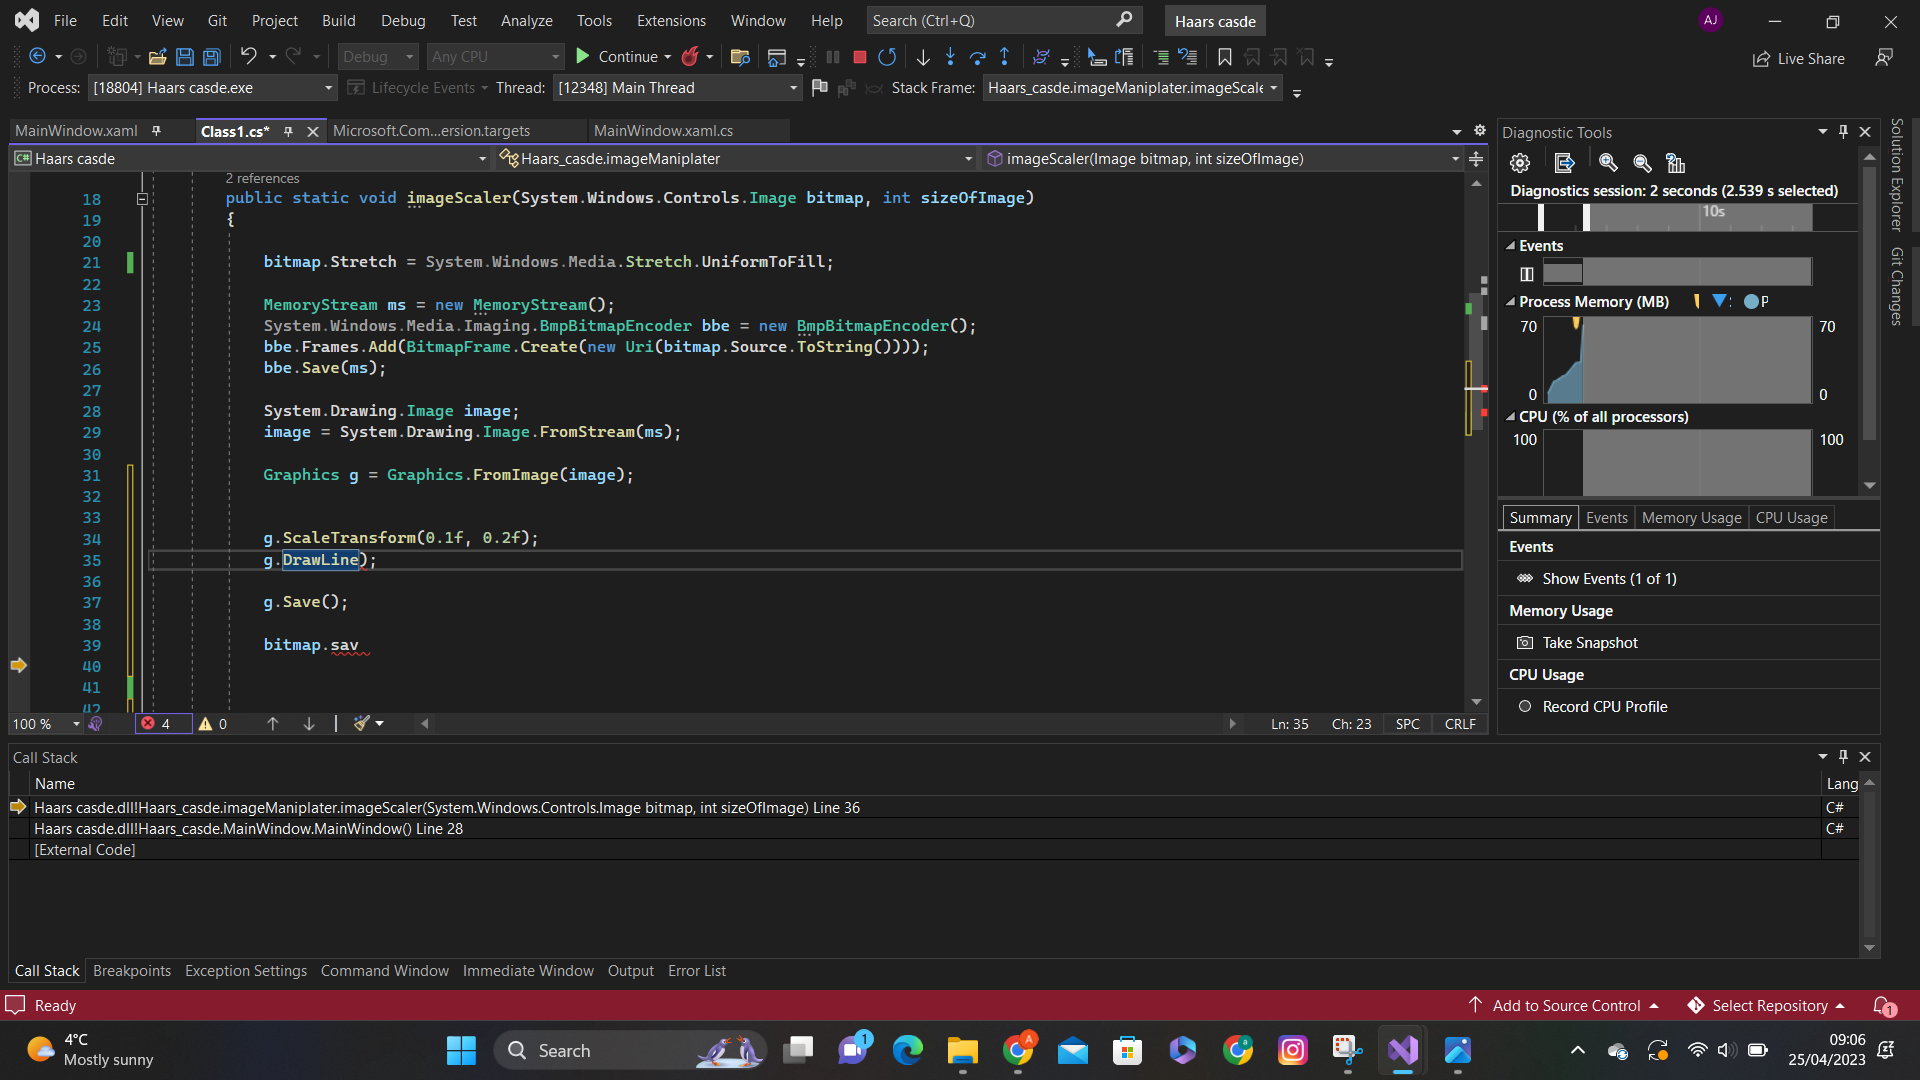 File Edit View Git Project Build Debug Test Analyze Tools Extensions Window Help Search (Ctrl+Q) Haars casde AJ
Debug Any CPU Continue Live Share
Process: [18804] Haars casde.exe Lifecycle Events Thread: [12348] Main Thread Stack Frame: Haars_casde.imageManiplater.imageScale
MainWindow.xaml Class1.cs* Microsoft.Com...ersion.targets MainWindow.xaml.cs
C# Haars casde Haars_casde.imageManiplater imageScaler(Image bitmap, int sizeOfImage)
2 references
18 public static void imageScaler(System.Windows.Controls.Image bitmap, int sizeOfImage)
19 {
20
21 bitmap.Stretch = System.Windows.Media.Stretch.UniformToFill;
22
23 MemoryStream ms = new MemoryStream();
24 System.Windows.Media.Imaging.BmpBitmapEncoder bbe = new BmpBitmapEncoder();
25 bbe.Frames.Add(BitmapFrame.Create(new Uri(bitmap.Source.ToString())));
26 bbe.Save(ms);
27
28 System.Drawing.Image image;
29 image = System.Drawing.Image.FromStream(ms);
30
31 Graphics g = Graphics.FromImage(image);
32
33
34 g.ScaleTransform(0.1f, 0.2f);
35 g.DrawLine);
36
37 g.Save();
38
39 bitmap.sav
40
41
42
100 % 4 0 Ln: 35 Ch: 23 SPC CRLF
Diagnostic Tools
Diagnostics session: 2 seconds (2.539 s selected)
10s
Events
Process Memory (MB) P
70 70
0 0
CPU (% of all processors)
100 100
Summary Events Memory Usage CPU Usage
Events
Show Events (1 of 1)
Memory Usage
Take Snapshot
CPU Usage
Record CPU Profile
Solution Explorer
Git Changes
Call Stack
Name Lang
Haars casde.dll!Haars_casde.imageManiplater.imageScaler(System.Windows.Controls.Image bitmap, int sizeOfImage) Line 36 C#
Haars casde.dll!Haars_casde.MainWindow.MainWindow() Line 28 C#
[External Code]
Call Stack Breakpoints Exception Settings Command Window Immediate Window Output Error List
Ready Add to Source Control Select Repository 1
4°C
Mostly sunny
Search
1
A
a
09:06
25/04/2023